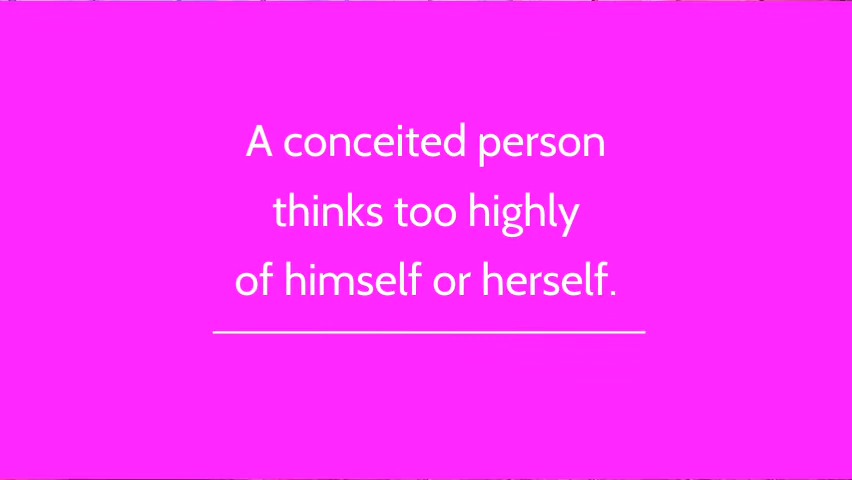 A conceited person
thinks too highly
of himself or herself.